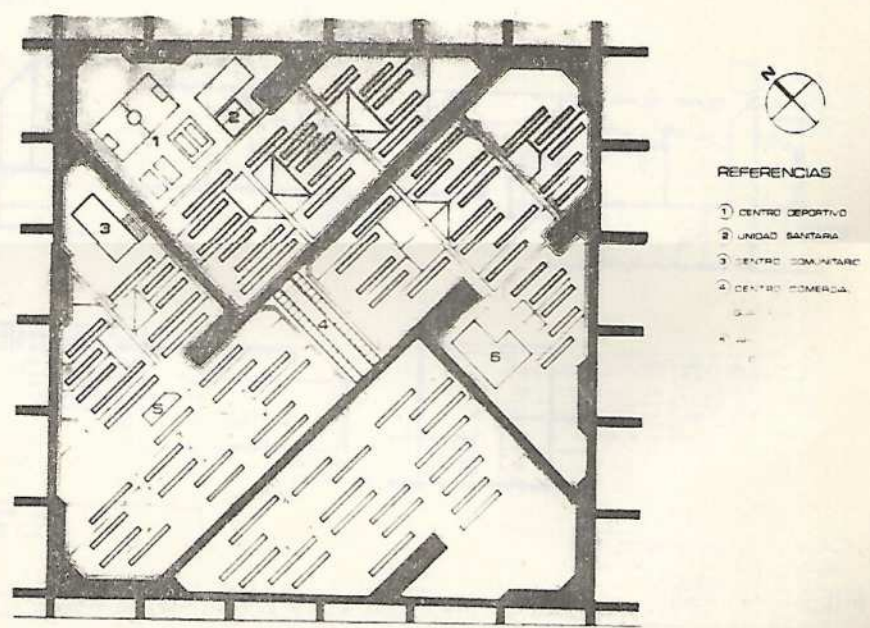 N
REFERENCIAS
1 CENTRO DEPORTIVO
2 UNIDAD SANITARIA
3 CENTRO COMUNITARIO
4 CENTRO COMERCIAL
1
2
3
4
5
6